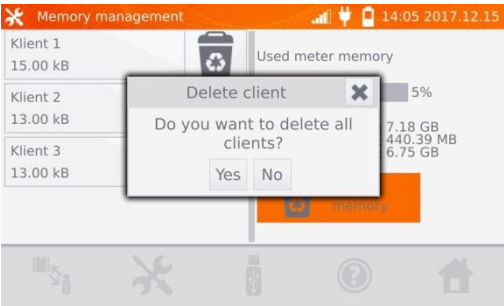 Memory management
14:05 2017.12.15
Klient 1
15.00 kB
Klient 2
13.00 kB
Klient 3
13.00 kB
Used meter memory
5%
7.18 GB
440.39 MB
6.75 GB
memory
Delete client
Do you want to delete all
clients?
Yes No